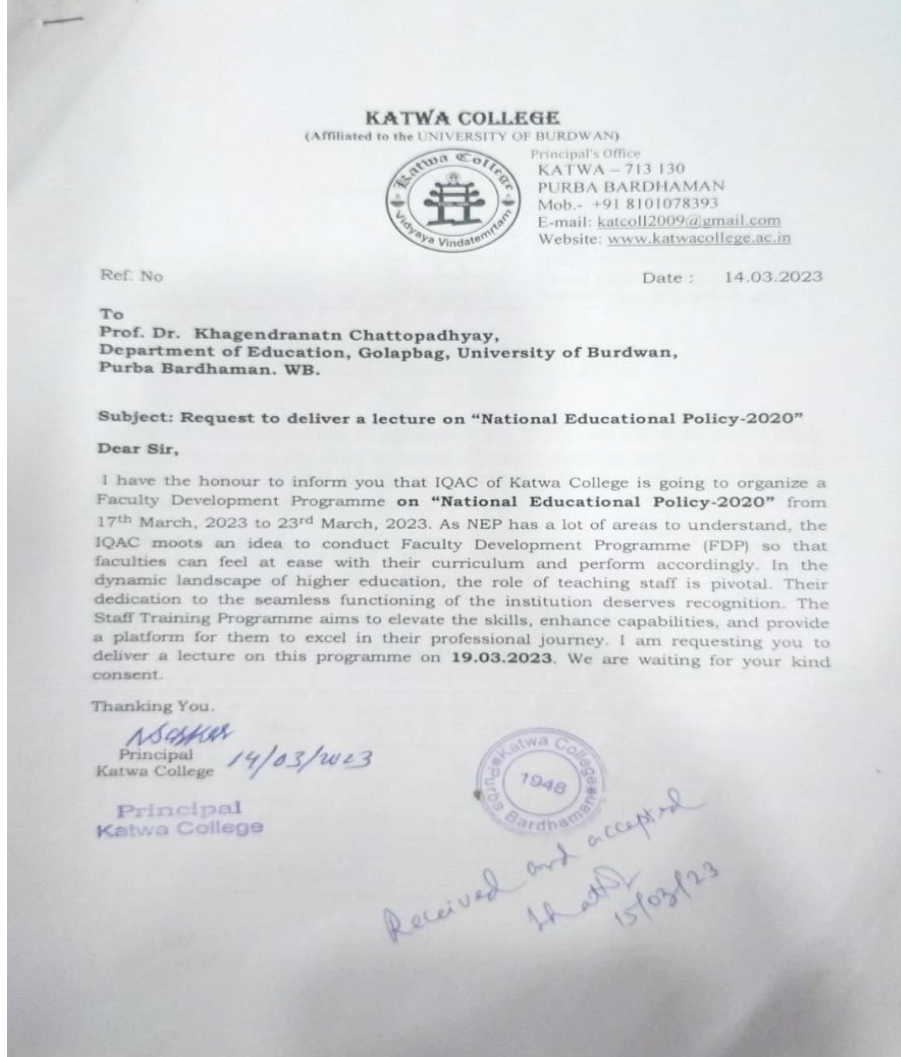 KATWA COLLEGE
(Affiliated to the UNIVERSITY OF BURDWAN)
Katwa College
Vidyaya Vindatemrtam
Principal's Office
KATWA – 713 130
PURBA BARDHAMAN
Mob.- +91 8101078393
E-mail: katcoll2009@gmail.com
Website: www.katwacollege.ac.in
Ref. No
Date : 14.03.2023
To
Prof. Dr. Khagendranatn Chattopadhyay,
Department of Education, Golapbag, University of Burdwan,
Purba Bardhaman. WB.
Subject: Request to deliver a lecture on “National Educational Policy-2020”
Dear Sir,
I have the honour to inform you that IQAC of Katwa College is going to organize a
Faculty Development Programme on “National Educational Policy-2020” from
17th March, 2023 to 23rd March, 2023. As NEP has a lot of areas to understand, the
IQAC moots an idea to conduct Faculty Development Programme (FDP) so that
faculties can feel at ease with their curriculum and perform accordingly. In the
dynamic landscape of higher education, the role of teaching staff is pivotal. Their
dedication to the seamless functioning of the institution deserves recognition. The
Staff Training Programme aims to elevate the skills, enhance capabilities, and provide
a platform for them to excel in their professional journey. I am requesting you to
deliver a lecture on this programme on 19.03.2023. We are waiting for your kind
consent.
Thanking You.
Principal
Katwa College
14/03/2023
Principal
Katwa College
Katwa College
1948
Purba Bardhaman
Received and accepted
15/03/23